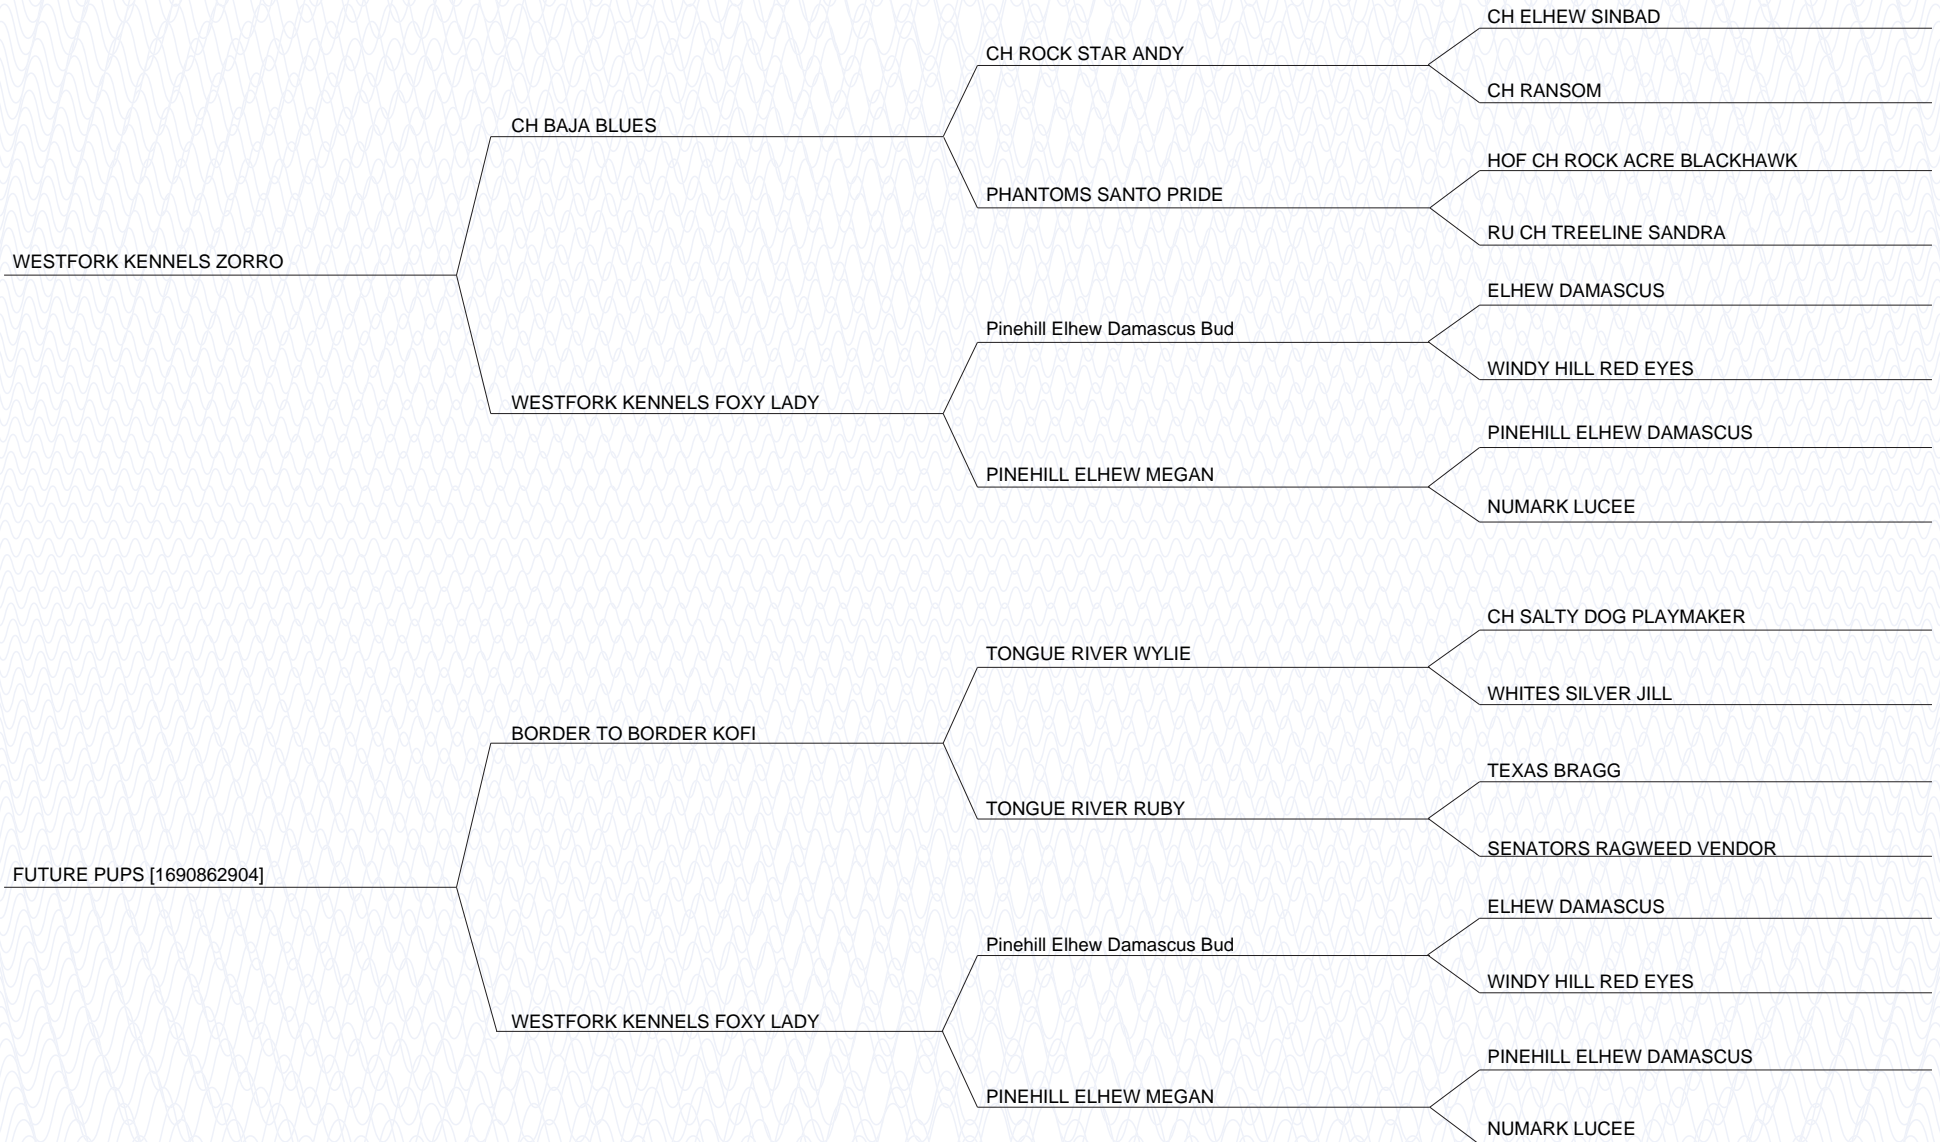 CH ELHEW SINBAD
CH ROCK STAR ANDY
CH RANSOM
CH BAJA BLUES
HOF CH ROCK ACRE BLACKHAWK
PHANTOMS SANTO PRIDE
RU CH TREELINE SANDRA
WESTFORK KENNELS ZORRO
ELHEW DAMASCUS
Pinehill Elhew Damascus Bud
WINDY HILL RED EYES
WESTFORK KENNELS FOXY LADY
PINEHILL ELHEW DAMASCUS
PINEHILL ELHEW MEGAN
NUMARK LUCEE
CH SALTY DOG PLAYMAKER
TONGUE RIVER WYLIE
WHITES SILVER JILL
BORDER TO BORDER KOFI
TEXAS BRAGG
TONGUE RIVER RUBY
SENATORS RAGWEED VENDOR
FUTURE PUPS [1690862904]
ELHEW DAMASCUS
Pinehill Elhew Damascus Bud
WINDY HILL RED EYES
WESTFORK KENNELS FOXY LADY
PINEHILL ELHEW DAMASCUS
PINEHILL ELHEW MEGAN
NUMARK LUCEE